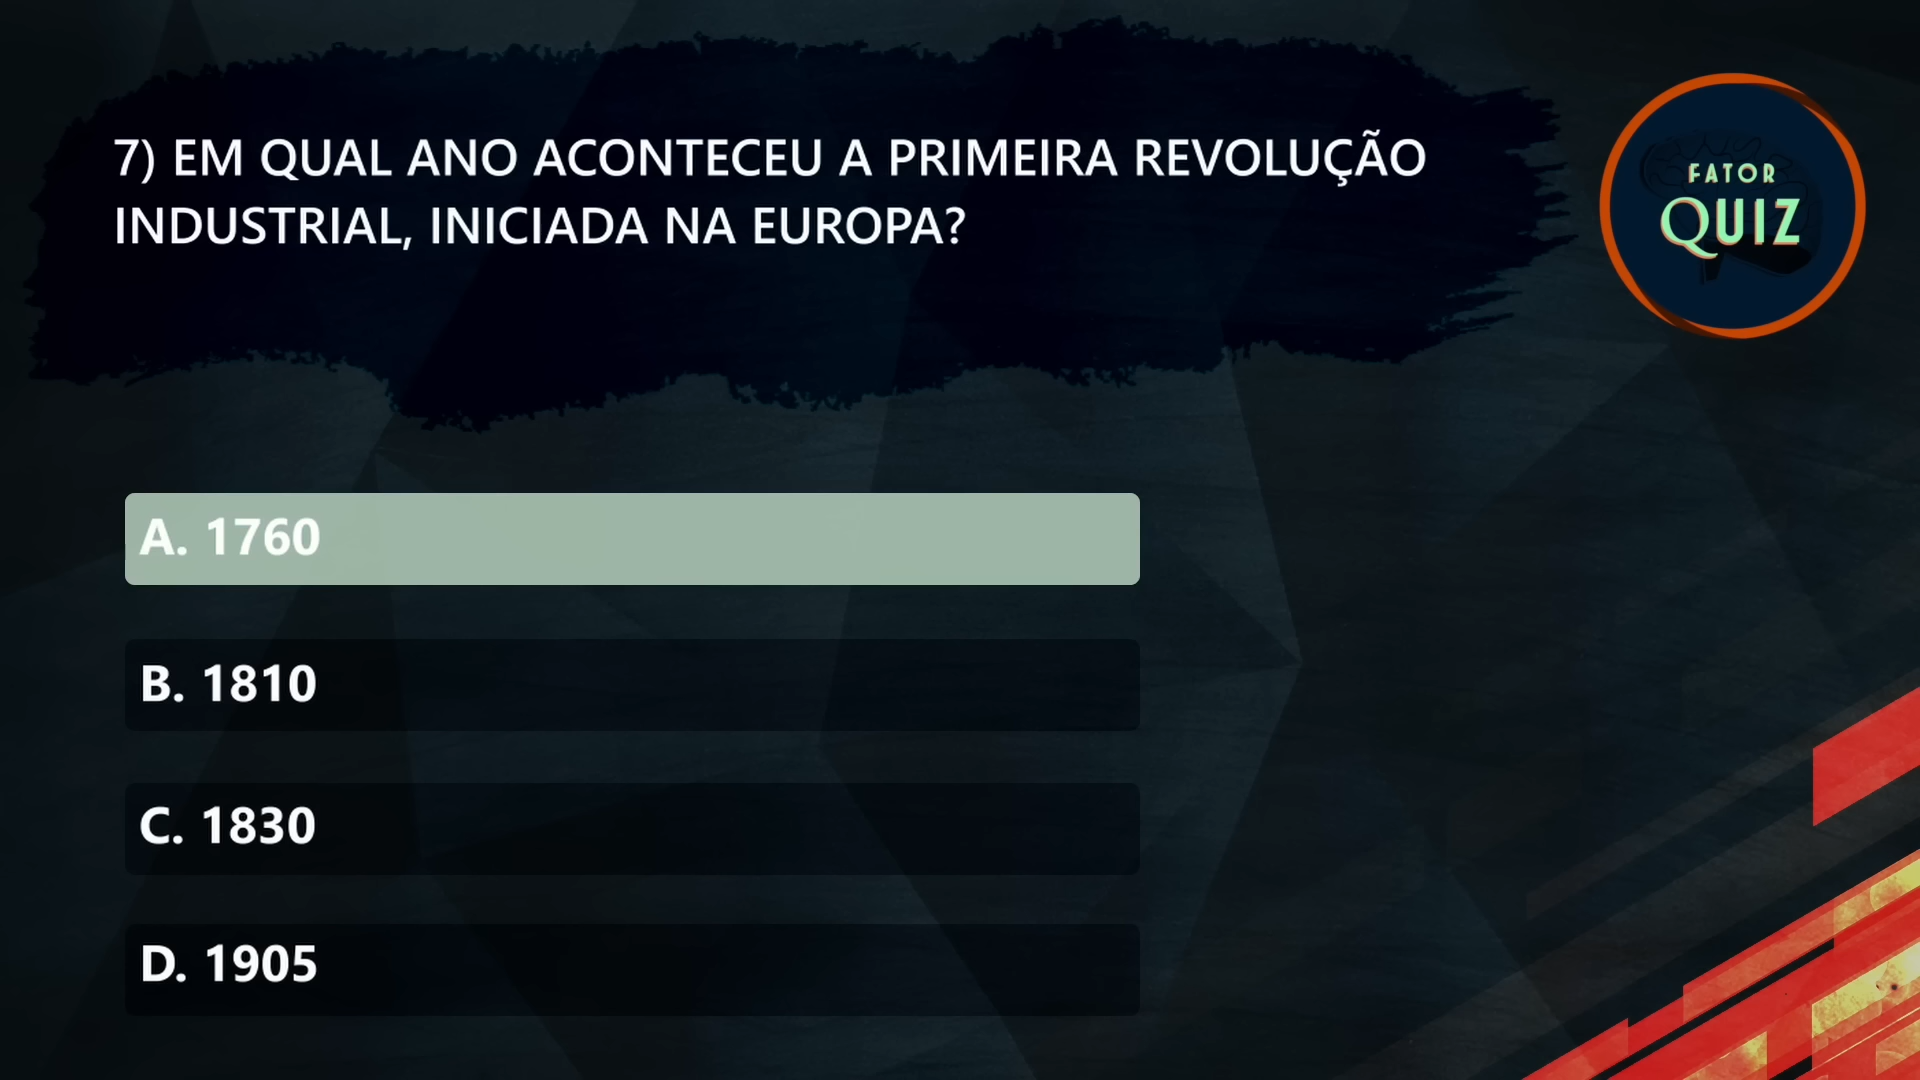 7) EM QUAL ANO ACONTECEU A PRIMEIRA REVOLUÇÃO
INDUSTRIAL, INICIADA NA EUROPA?
FATOR
QUIZ
A. 1760
B. 1810
C. 1830
D. 1905